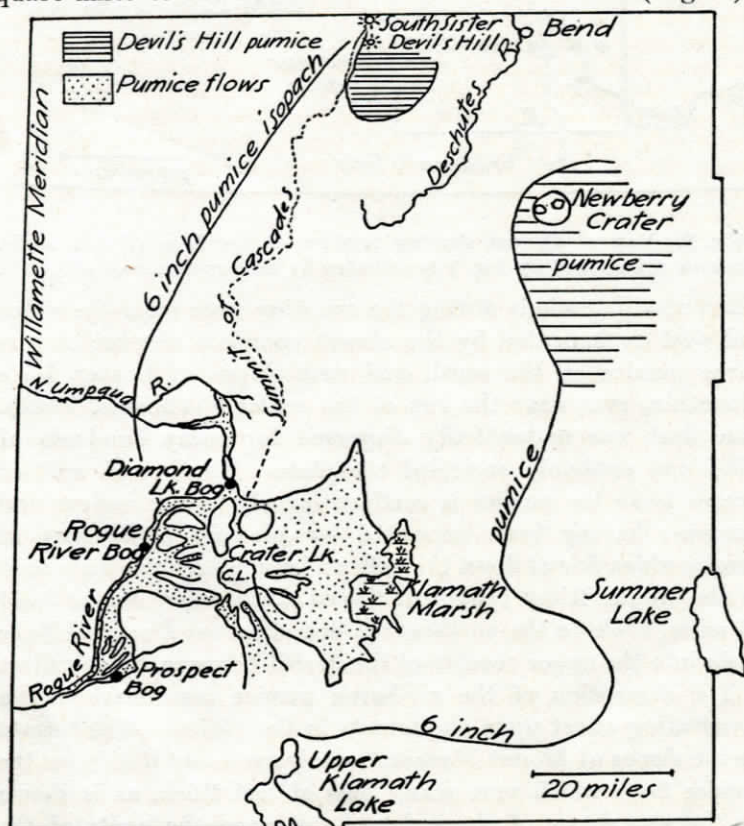 South Sister
Devils Hill
Bend
Devil's Hill pumice
Pumice flows
Willamette Meridian
6 inch pumice Isopach
Summit of Cascades
Deschutes
Newberry
Crater
pumice
N. Umpqua R.
Diamond
Lk. Bog
Rogue
River Bog
Crater Lk.
C.L.
pumice
Klamath
Marsh
Summer
Lake
Rogue River
Prospect
Bog
6 inch
Upper
Klamath
Lake
20 miles